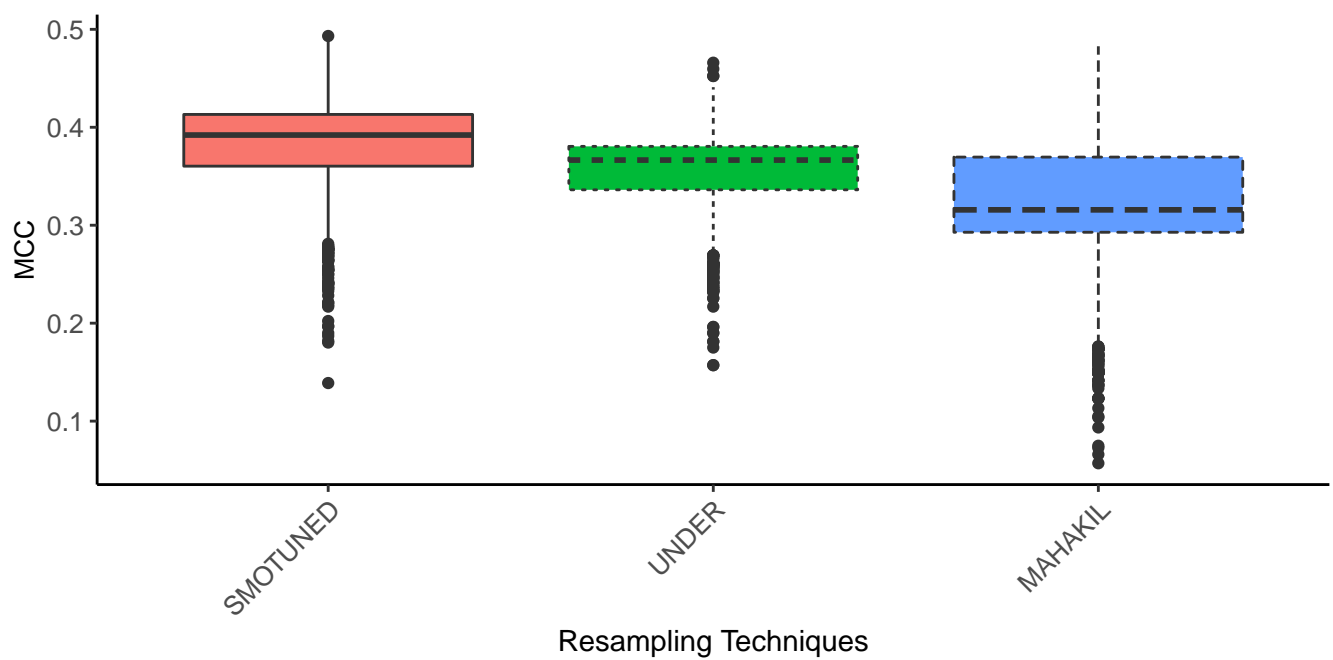 0.5
0.4
0.3
0.2
0.1
MCC
SMOTUNED
UNDER
MAHAKIL
Resampling Techniques